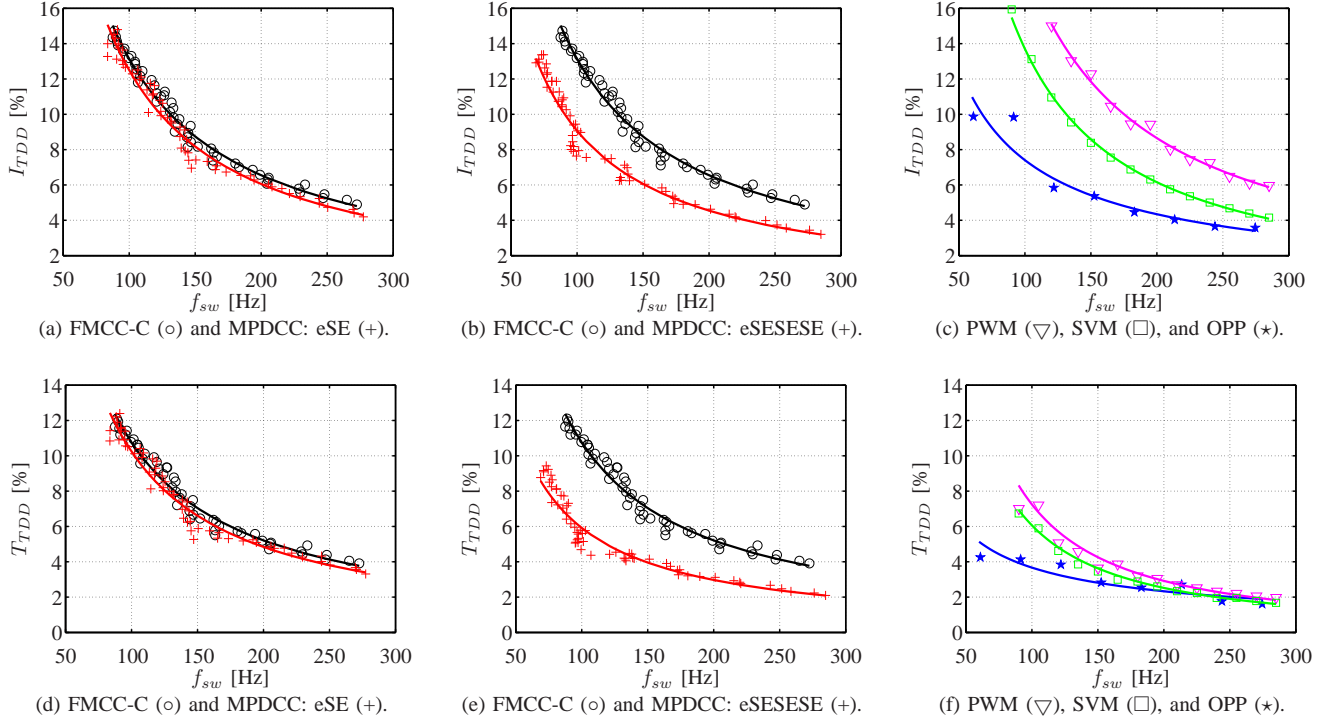 16
14
12
10
8
6
4
2
I_TDD [%]
50 100 150 200 250 300
f_sw [Hz]
(a) FMCC-C (○) and MPDCC: eSE (+).
16
14
12
10
8
6
4
2
I_TDD [%]
50 100 150 200 250 300
f_sw [Hz]
(b) FMCC-C (○) and MPDCC: eSESESE (+).
16
14
12
10
8
6
4
2
I_TDD [%]
50 100 150 200 250 300
f_sw [Hz]
(c) PWM (▽), SVM (□), and OPP (⋆).
14
12
10
8
6
4
2
0
T_TDD [%]
50 100 150 200 250 300
f_sw [Hz]
(d) FMCC-C (○) and MPDCC: eSE (+).
14
12
10
8
6
4
2
0
T_TDD [%]
50 100 150 200 250 300
f_sw [Hz]
(e) FMCC-C (○) and MPDCC: eSESESE (+).
14
12
10
8
6
4
2
0
T_TDD [%]
50 100 150 200 250 300
f_sw [Hz]
(f) PWM (▽), SVM (□), and OPP (⋆).